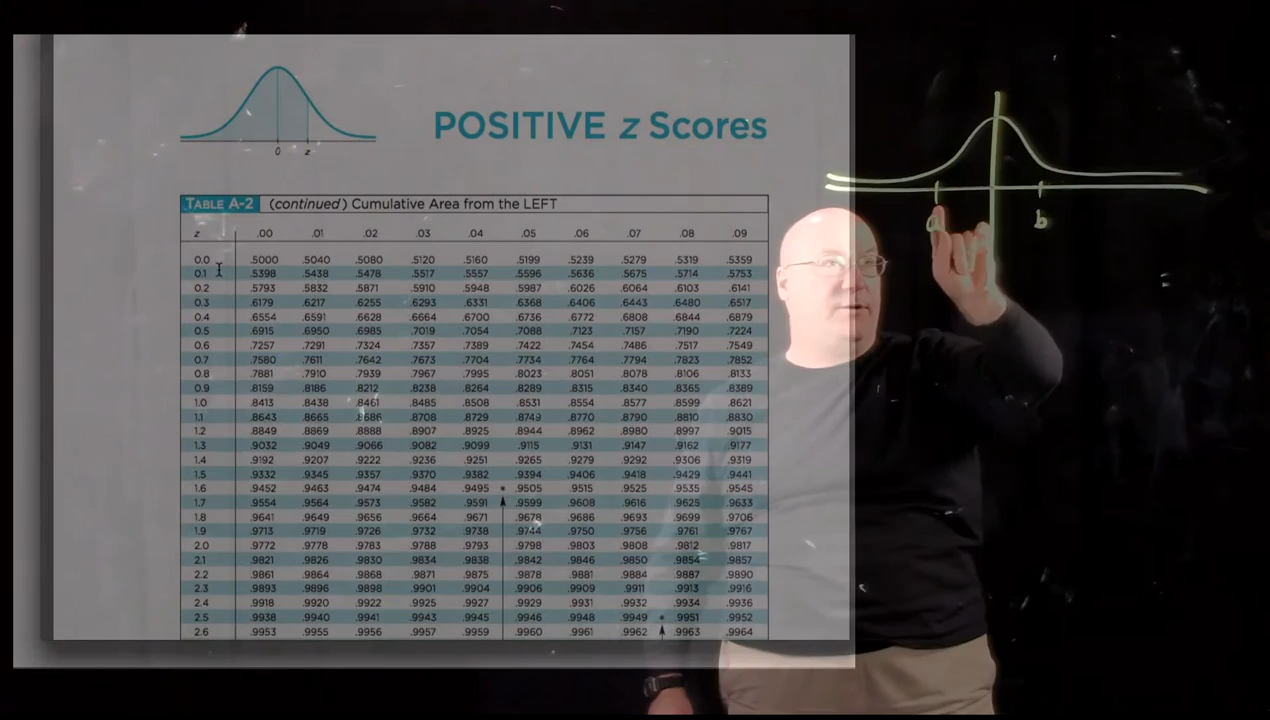 0 z
POSITIVE z Scores
TABLE A-2 (continued) Cumulative Area from the LEFT
z .00 .01 .02 .03 .04 .05 .06 .07 .08 .09
0.0 .5000 .5040 .5080 .5120 .5160 .5199 .5239 .5279 .5319 .5359
0.1 .5398 .5438 .5478 .5517 .5557 .5596 .5636 .5675 .5714 .5753
0.2 .5793 .5832 .5871 .5910 .5948 .5987 .6026 .6064 .6103 .6141
0.3 .6179 .6217 .6255 .6293 .6331 .6368 .6406 .6443 .6480 .6517
0.4 .6554 .6591 .6628 .6664 .6700 .6736 .6772 .6808 .6844 .6879
0.5 .6915 .6950 .6985 .7019 .7054 .7088 .7123 .7157 .7190 .7224
0.6 .7257 .7291 .7324 .7357 .7389 .7422 .7454 .7486 .7517 .7549
0.7 .7580 .7611 .7642 .7673 .7704 .7734 .7764 .7794 .7823 .7852
0.8 .7881 .7910 .7939 .7967 .7995 .8023 .8051 .8078 .8106 .8133
0.9 .8159 .8186 .8212 .8238 .8264 .8289 .8315 .8340 .8365 .8389
1.0 .8413 .8438 .8461 .8485 .8508 .8531 .8554 .8577 .8599 .8621
1.1 .8643 .8665 .8686 .8708 .8729 .8749 .8770 .8790 .8810 .8830
1.2 .8849 .8869 .8888 .8907 .8925 .8944 .8962 .8980 .8997 .9015
1.3 .9032 .9049 .9066 .9082 .9099 .9115 .9131 .9147 .9162 .9177
1.4 .9192 .9207 .9222 .9236 .9251 .9265 .9279 .9292 .9306 .9319
1.5 .9332 .9345 .9357 .9370 .9382 .9394 .9406 .9418 .9429 .9441
1.6 .9452 .9463 .9474 .9484 .9495 * .9505 .9515 .9525 .9535 .9545
1.7 .9554 .9564 .9573 .9582 .9591 .9599 .9608 .9616 .9625 .9633
1.8 .9641 .9649 .9656 .9664 .9671 .9678 .9686 .9693 .9699 .9706
1.9 .9713 .9719 .9726 .9732 .9738 .9744 .9750 .9756 .9761 .9767
2.0 .9772 .9778 .9783 .9788 .9793 .9798 .9803 .9808 .9812 .9817
2.1 .9821 .9826 .9830 .9834 .9838 .9842 .9846 .9850 .9854 .9857
2.2 .9861 .9864 .9868 .9871 .9875 .9878 .9881 .9884 .9887 .9890
2.3 .9893 .9896 .9898 .9901 .9904 .9906 .9909 .9911 .9913 .9916
2.4 .9918 .9920 .9922 .9925 .9927 .9929 .9931 .9932 .9934 .9936
2.5 .9938 .9940 .9941 .9943 .9945 .9946 .9948 .9949 * .9951 .9952
2.6 .9953 .9955 .9956 .9957 .9959 .9960 .9961 .9962 .9963 .9964
a b